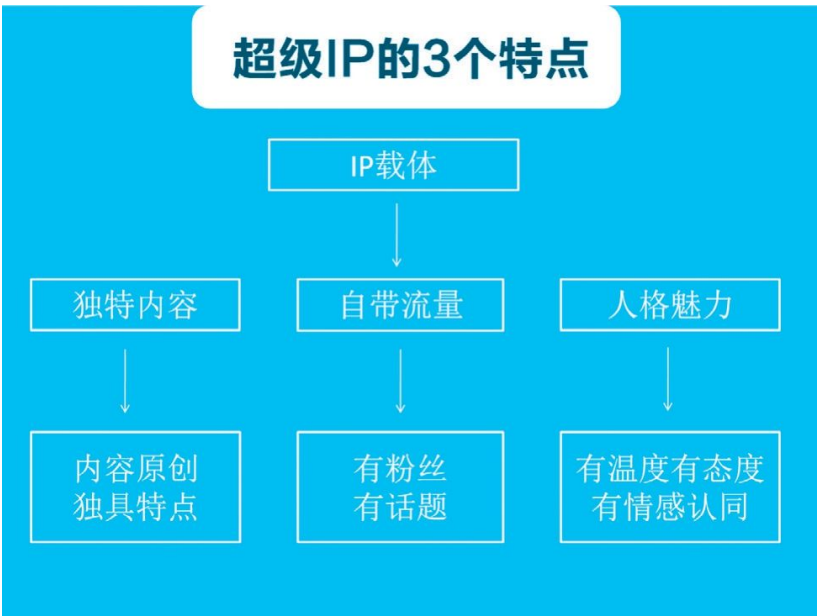 超级IP的3个特点
IP载体
独特内容
自带流量
人格魅力
内容原创
独具特点
有粉丝
有话题
有温度有态度
有情感认同